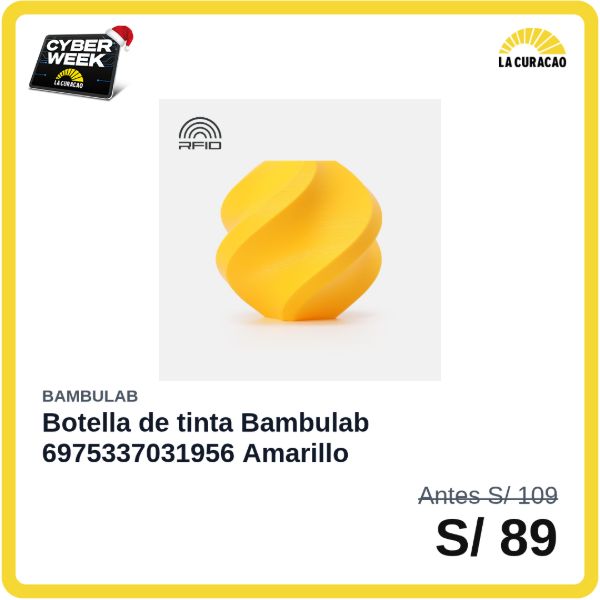 CYBER
WEEK
LA CURACAO
LA CURACAO
RFID
BAMBULAB
Botella de tinta Bambulab
6975337031956 Amarillo
Antes S/ 109
S/ 89